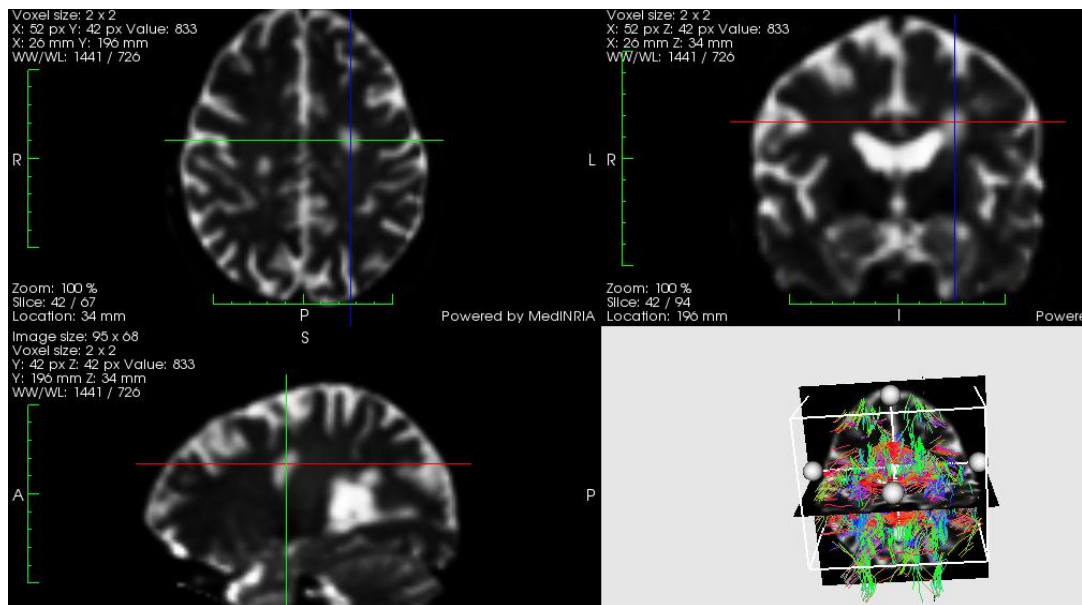 Voxel size: 2 x 2
X: 52 px Y: 42 px Value: 833
X: 26 mm Y: 196 mm
WW/WL: 1441 / 726
R
L
Zoom: 100 %
Slice: 42 / 67
Location: 34 mm
P
Powered by MedINRIA
Voxel size: 2 x 2
X: 52 px Z: 42 px Value: 833
X: 26 mm Z: 34 mm
WW/WL: 1441 / 726
R
Zoom: 100 %
Slice: 42 / 94
Location: 196 mm
I
Powere
S
Image size: 95 x 68
Voxel size: 2 x 2
Y: 42 px Z: 42 px Value: 833
Y: 196 mm Z: 34 mm
WW/WL: 1441 / 726
A
P